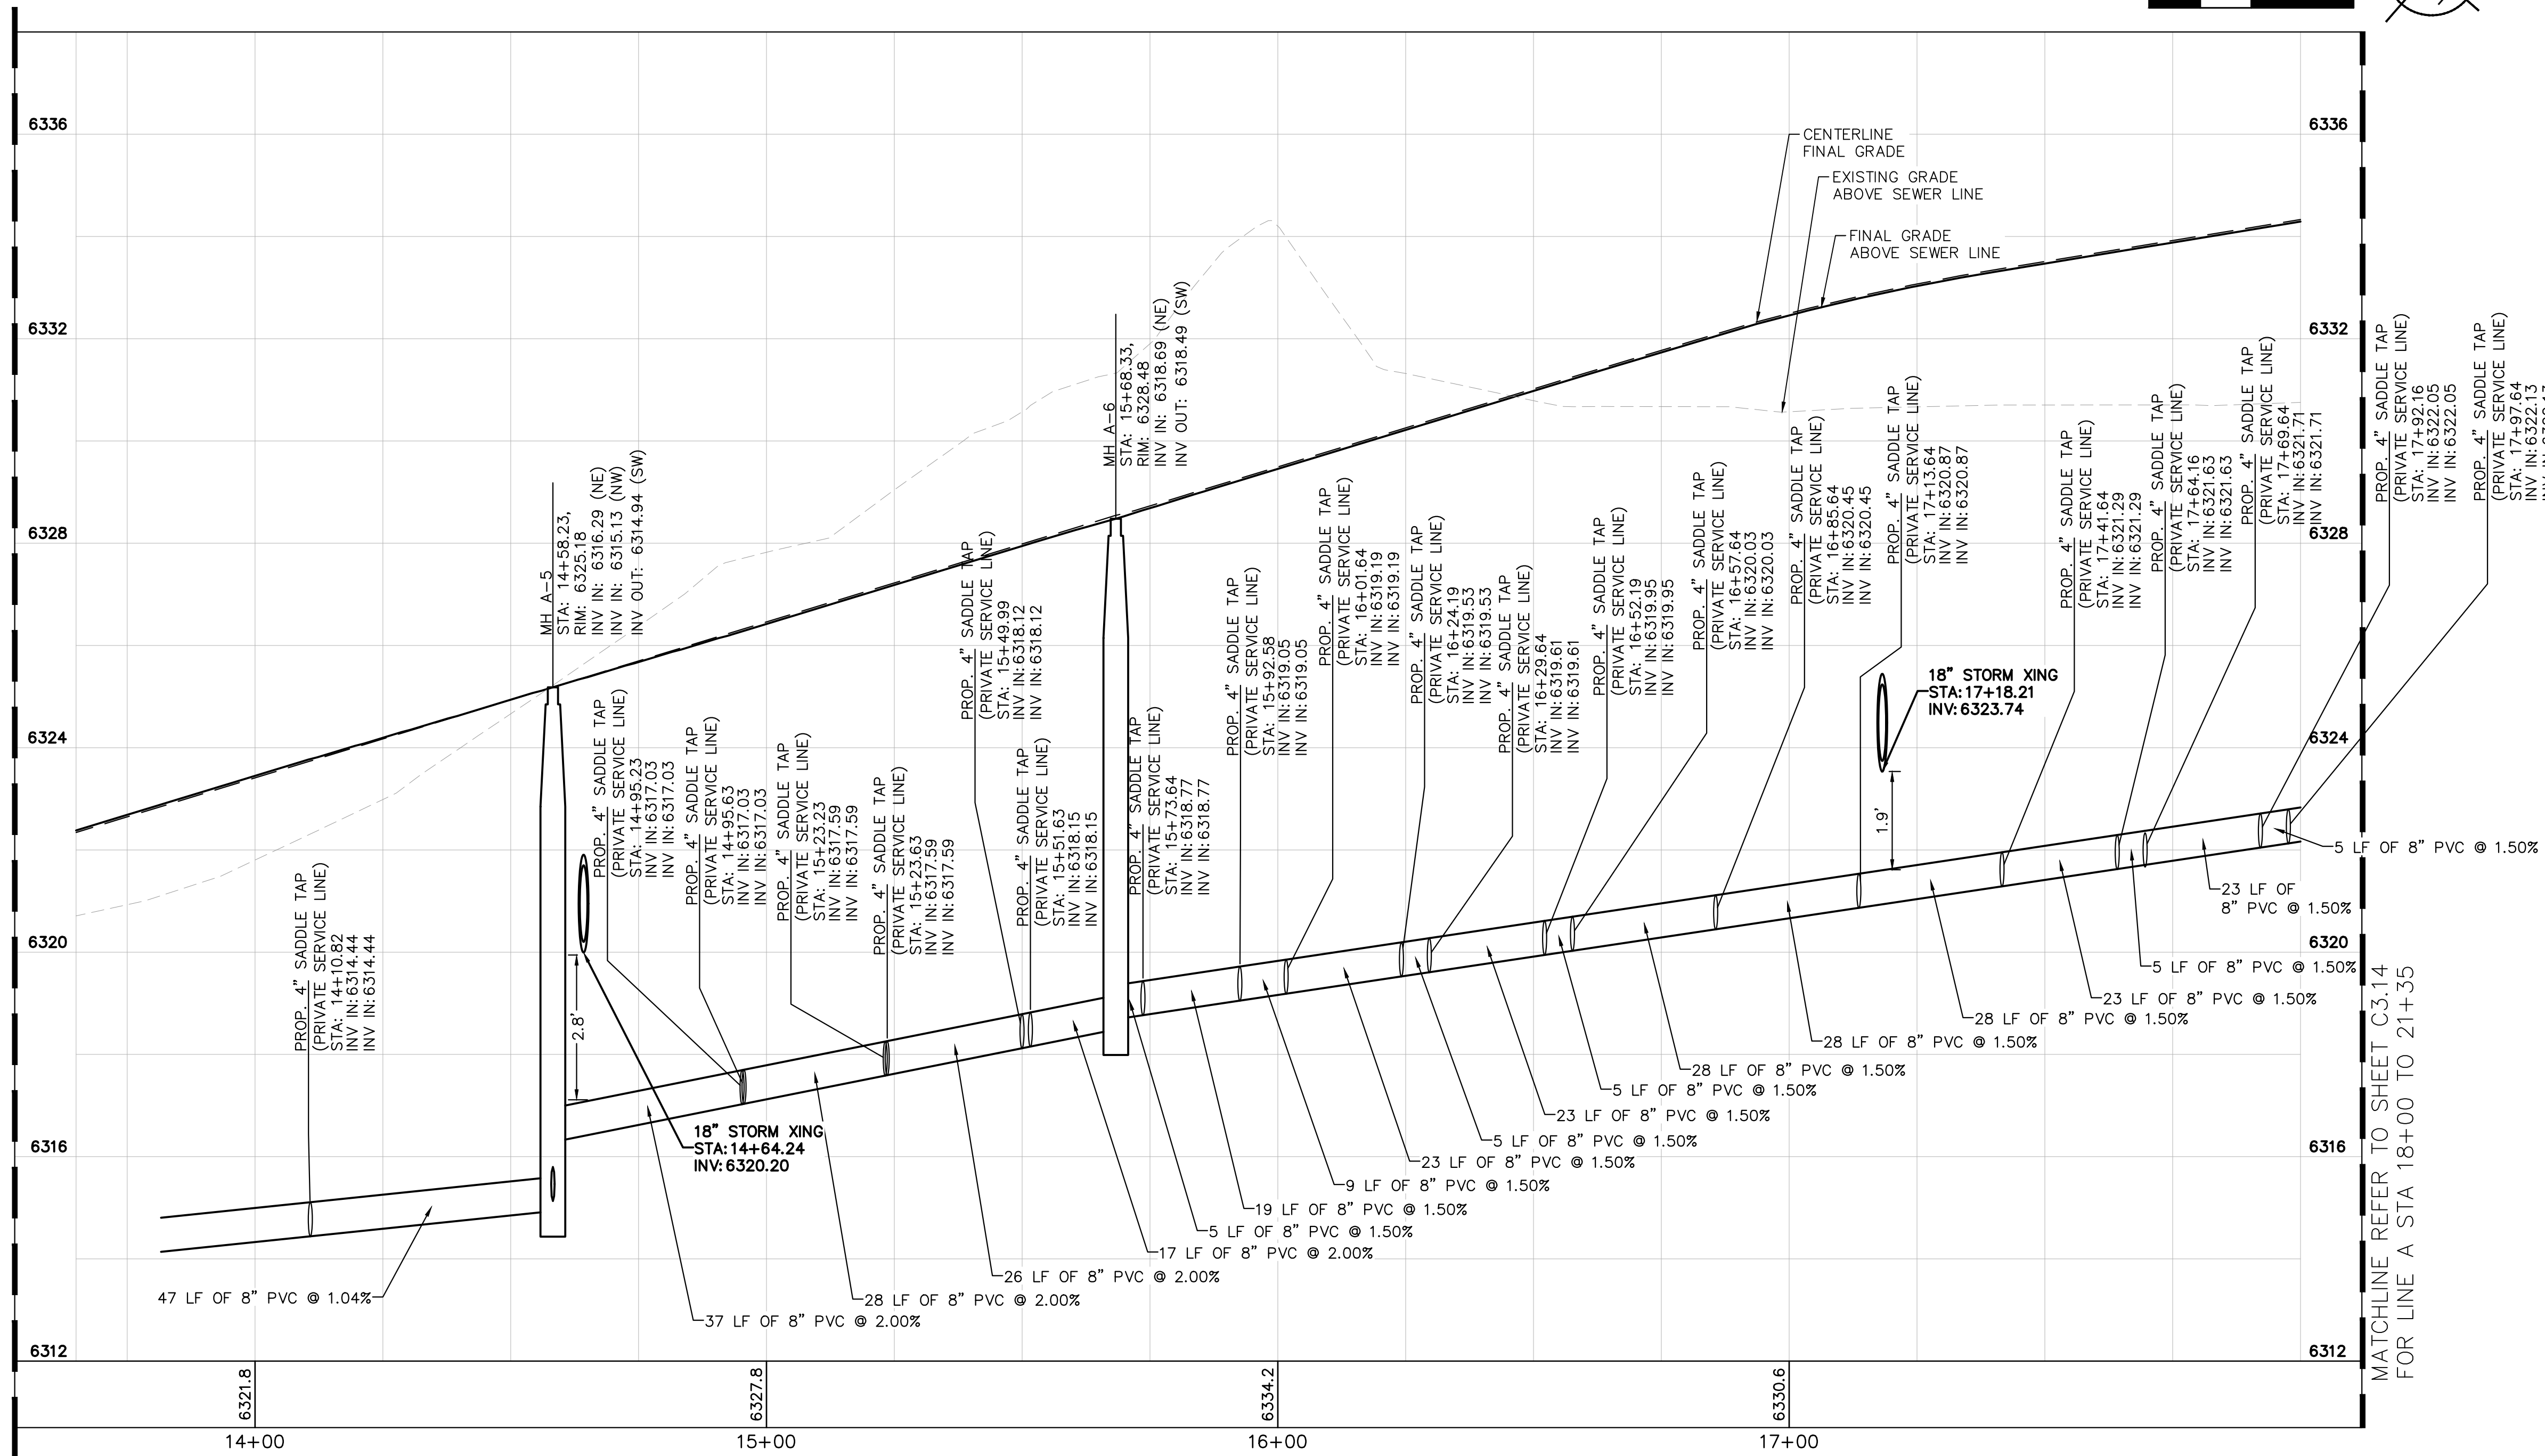 6336
6332
6328
6324
6320
6316
6312
6336
6332
6328
6324
6320
6316
6312
CENTERLINE
FINAL GRADE
EXISTING GRADE
ABOVE SEWER LINE
FINAL GRADE
ABOVE SEWER LINE
PROP. 4" SADDLE TAP
(PRIVATE SERVICE LINE)
STA: 14+10.82
INV IN:6314.44
INV IN:6314.44
MH A-5
STA: 14+58.23,
RIM: 6325.18
INV IN: 6316.29 (NE)
INV IN: 6315.13 (NW)
INV OUT: 6314.94 (SW)
PROP. 4" SADDLE TAP
(PRIVATE SERVICE LINE)
STA: 14+95.23
INV IN:6317.03
INV IN:6317.03
PROP. 4" SADDLE TAP
(PRIVATE SERVICE LINE)
STA: 14+95.63
INV IN:6317.03
INV IN:6317.03
PROP. 4" SADDLE TAP
(PRIVATE SERVICE LINE)
STA: 15+23.23
INV IN:6317.59
INV IN:6317.59
PROP. 4" SADDLE TAP
(PRIVATE SERVICE LINE)
STA: 15+23.63
INV IN:6317.59
INV IN:6317.59
PROP. 4" SADDLE TAP
(PRIVATE SERVICE LINE)
STA: 15+49.99
INV IN:6318.12
INV IN:6318.12
PROP. 4" SADDLE TAP
(PRIVATE SERVICE LINE)
STA: 15+51.63
INV IN:6318.15
INV IN:6318.15
MH A-6
STA: 15+68.33,
RIM: 6328.48
INV IN: 6318.69 (NE)
INV OUT: 6318.49 (SW)
PROP. 4" SADDLE TAP
(PRIVATE SERVICE LINE)
STA: 15+73.64
INV IN:6318.77
INV IN:6318.77
PROP. 4" SADDLE TAP
(PRIVATE SERVICE LINE)
STA: 15+92.58
INV IN:6319.05
INV IN:6319.05
PROP. 4" SADDLE TAP
(PRIVATE SERVICE LINE)
STA: 16+01.64
INV IN:6319.19
INV IN:6319.19
PROP. 4" SADDLE TAP
(PRIVATE SERVICE LINE)
STA: 16+24.19
INV IN:6319.53
INV IN:6319.53
PROP. 4" SADDLE TAP
(PRIVATE SERVICE LINE)
STA: 16+29.64
INV IN:6319.61
INV IN:6319.61
PROP. 4" SADDLE TAP
(PRIVATE SERVICE LINE)
STA: 16+52.19
INV IN:6319.95
INV IN:6319.95
PROP. 4" SADDLE TAP
(PRIVATE SERVICE LINE)
STA: 16+57.64
INV IN:6320.03
INV IN:6320.03
PROP. 4" SADDLE TAP
(PRIVATE SERVICE LINE)
STA: 16+85.64
INV IN:6320.45
INV IN:6320.45
PROP. 4" SADDLE TAP
(PRIVATE SERVICE LINE)
STA: 17+13.64
INV IN:6320.87
INV IN:6320.87
18" STORM XING
STA:17+18.21
INV:6323.74
1.9'
PROP. 4" SADDLE TAP
(PRIVATE SERVICE LINE)
STA: 17+41.64
INV IN:6321.29
INV IN:6321.29
PROP. 4" SADDLE TAP
(PRIVATE SERVICE LINE)
STA: 17+64.16
INV IN:6321.63
INV IN:6321.63
PROP. 4" SADDLE TAP
(PRIVATE SERVICE LINE)
STA: 17+69.64
INV IN:6321.71
INV IN:6321.71
PROP. 4" SADDLE TAP
(PRIVATE SERVICE LINE)
STA: 17+92.16
INV IN:6322.05
INV IN:6322.05
PROP. 4" SADDLE TAP
(PRIVATE SERVICE LINE)
STA: 17+97.64
INV IN:6322.13
2.8'
18" STORM XING
STA:14+64.24
INV:6320.20
47 LF OF 8" PVC @ 1.04%
37 LF OF 8" PVC @ 2.00%
28 LF OF 8" PVC @ 2.00%
26 LF OF 8" PVC @ 2.00%
17 LF OF 8" PVC @ 2.00%
5 LF OF 8" PVC @ 1.50%
19 LF OF 8" PVC @ 1.50%
9 LF OF 8" PVC @ 1.50%
23 LF OF 8" PVC @ 1.50%
5 LF OF 8" PVC @ 1.50%
23 LF OF 8" PVC @ 1.50%
5 LF OF 8" PVC @ 1.50%
28 LF OF 8" PVC @ 1.50%
28 LF OF 8" PVC @ 1.50%
28 LF OF 8" PVC @ 1.50%
23 LF OF 8" PVC @ 1.50%
5 LF OF 8" PVC @ 1.50%
23 LF OF
8" PVC @ 1.50%
5 LF OF 8" PVC @ 1.50%
MATCHLINE REFER TO SHEET C3.14
FOR LINE A STA 18+00 TO 21+35
6321.8
6327.8
6334.2
6330.6
14+00
15+00
16+00
17+00